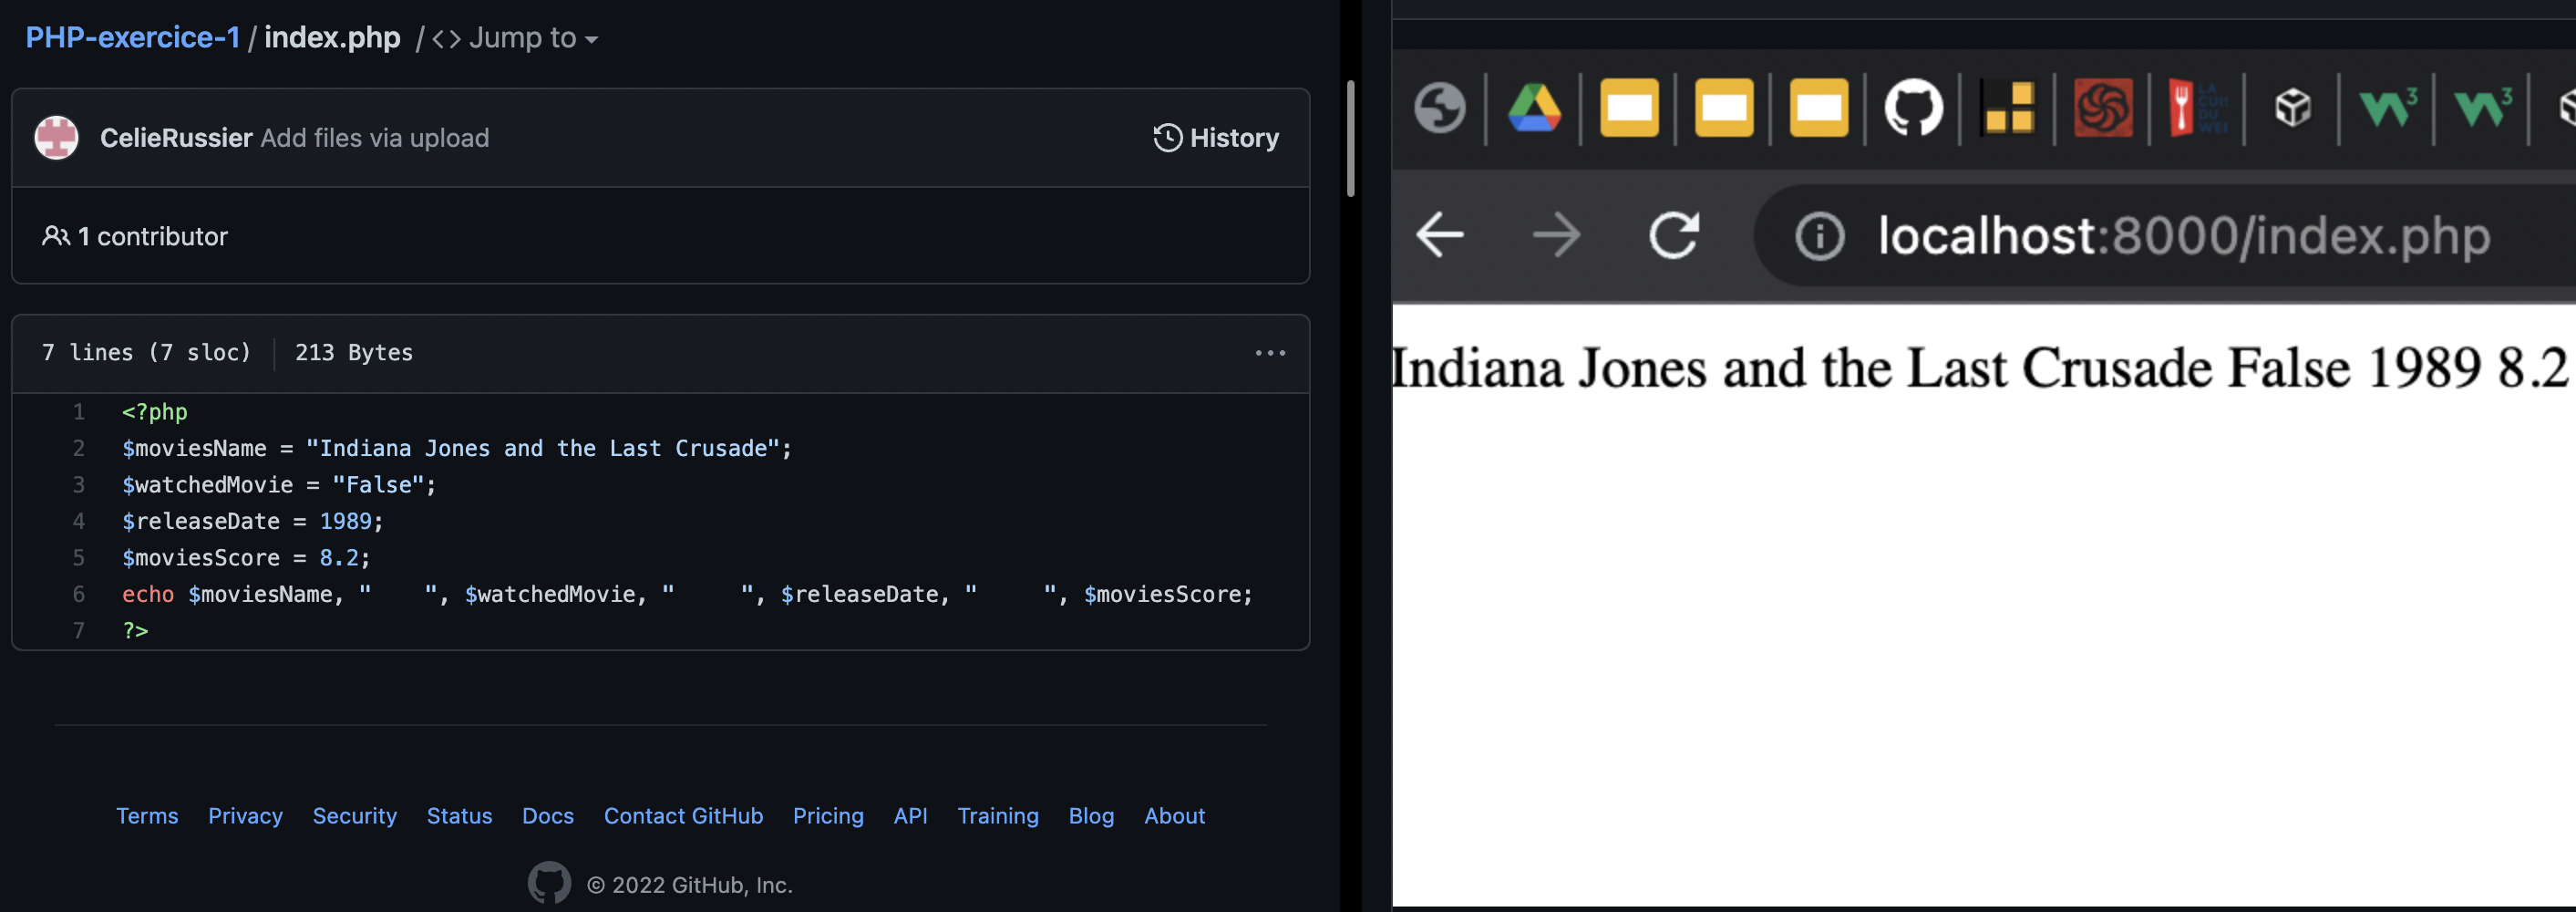 PHP-exercice-1 / index.php / <> Jump to
CelieRussier Add files via upload
History
1 contributor
7 lines (7 sloc) 213 Bytes
1 <?php
2 $moviesName = "Indiana Jones and the Last Crusade";
3 $watchedMovie = "False";
4 $releaseDate = 1989;
5 $moviesScore = 8.2;
6 echo $moviesName, "    ", $watchedMovie, "     ", $releaseDate, "     ", $moviesScore;
7 ?>
Terms Privacy Security Status Docs Contact GitHub Pricing API Training Blog About
© 2022 GitHub, Inc.
LA
CUI!
DU
WEI
localhost:8000/index.php
Indiana Jones and the Last Crusade False 1989 8.2